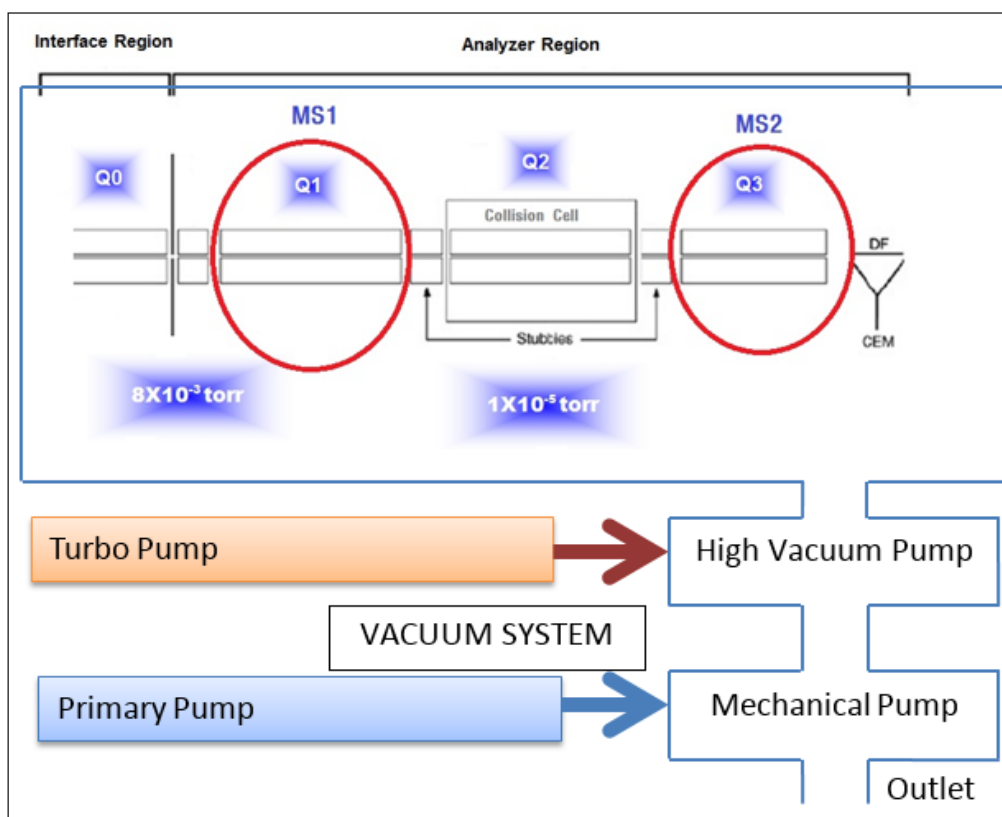 Interface Region
Analyzer Region
MS1
MS2
Q0
Q1
Q2
Q3
Collision Cell
DF
Stubbies
CEM
8X10⁻³ torr
1X10⁻⁵ torr
Turbo Pump
High Vacuum Pump
VACUUM SYSTEM
Primary Pump
Mechanical Pump
Outlet